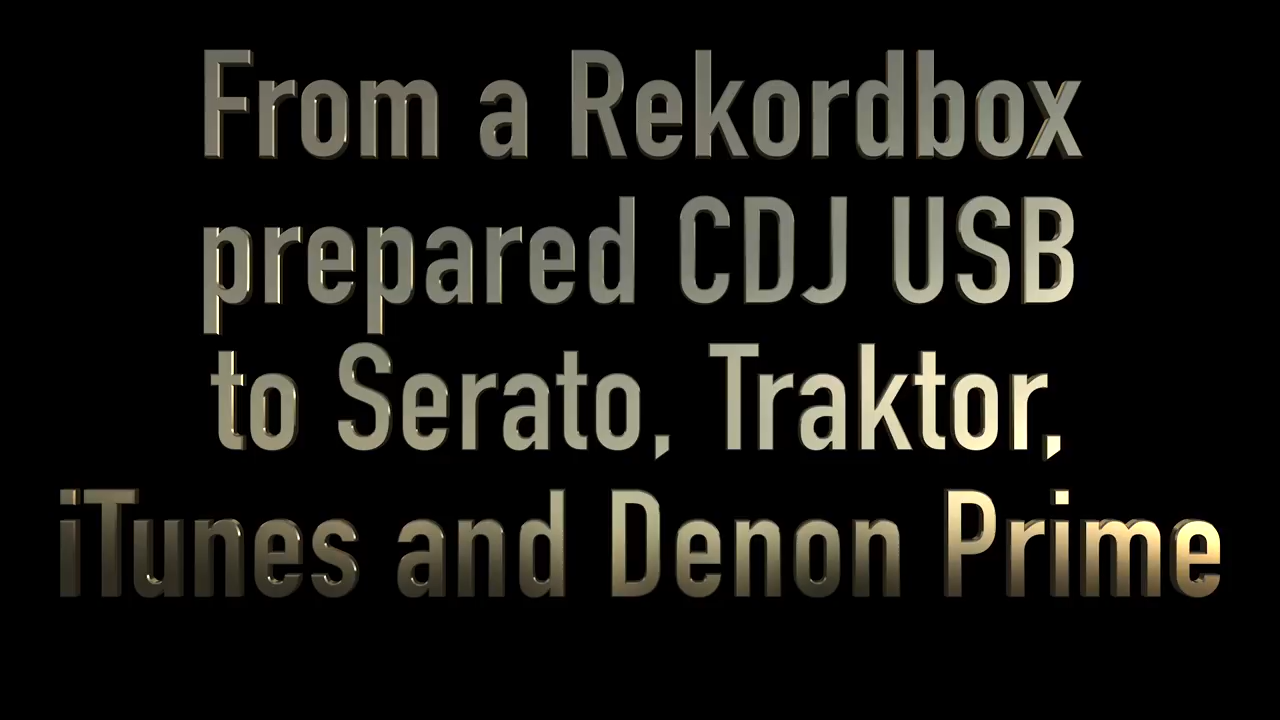 From a Rekordbox
prepared CDJ USB
to Serato, Traktor,
iTunes and Denon Prime